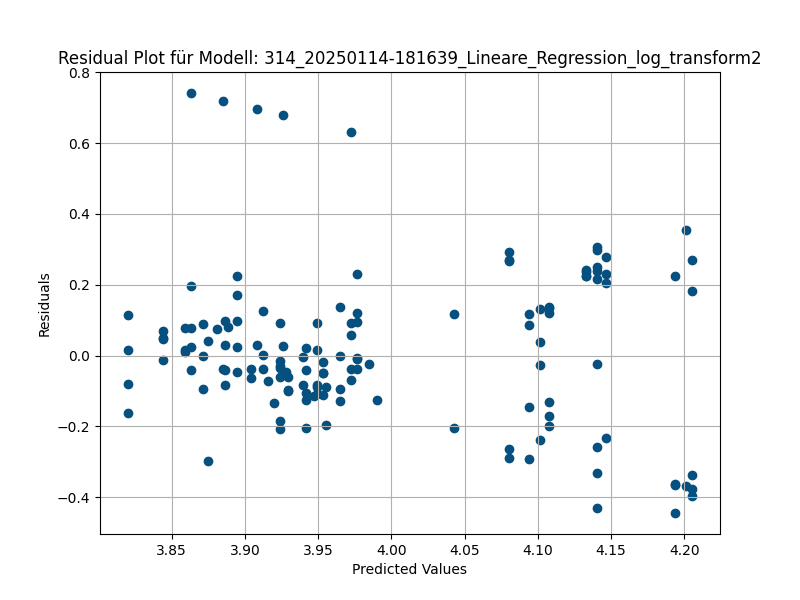 Residual Plot für Modell: 314_20250114-181639_Lineare_Regression_log_transform2
0.8
0.6
0.4
0.2
0.0
−0.2
−0.4
Residuals
3.85 3.90 3.95 4.00 4.05 4.10 4.15 4.20
Predicted Values